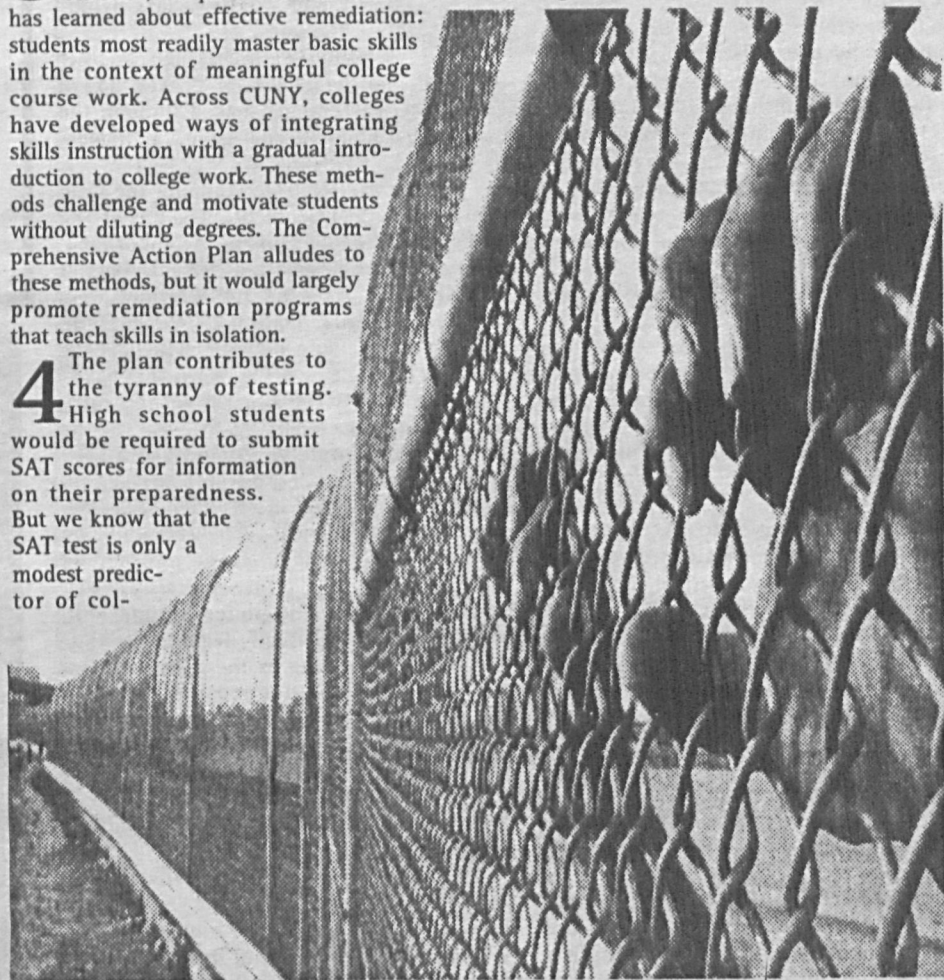 has learned about effective remediation:
students most readily master basic skills
in the context of meaningful college
course work. Across CUNY, colleges
have developed ways of integrating
skills instruction with a gradual intro-
duction to college work. These meth-
ods challenge and motivate students
without diluting degrees. The Com-
prehensive Action Plan alludes to
these methods, but it would largely
promote remediation programs
that teach skills in isolation.
4 The plan contributes to
the tyranny of testing.
High school students
would be required to submit
SAT scores for information
on their preparedness.
But we know that the
SAT test is only a
modest predic-
tor of col-